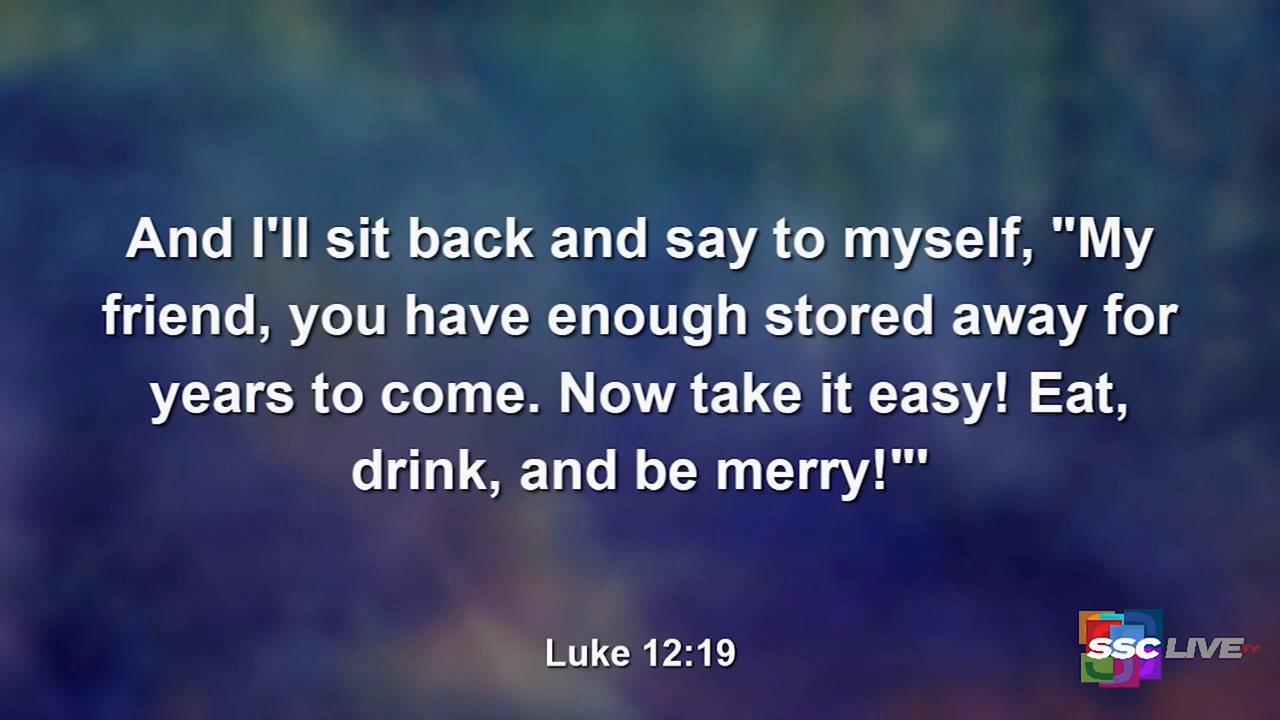 And I'll sit back and say to myself, "My
friend, you have enough stored away for
years to come. Now take it easy! Eat,
drink, and be merry!"'
Luke 12:19
SSC LIVE TV